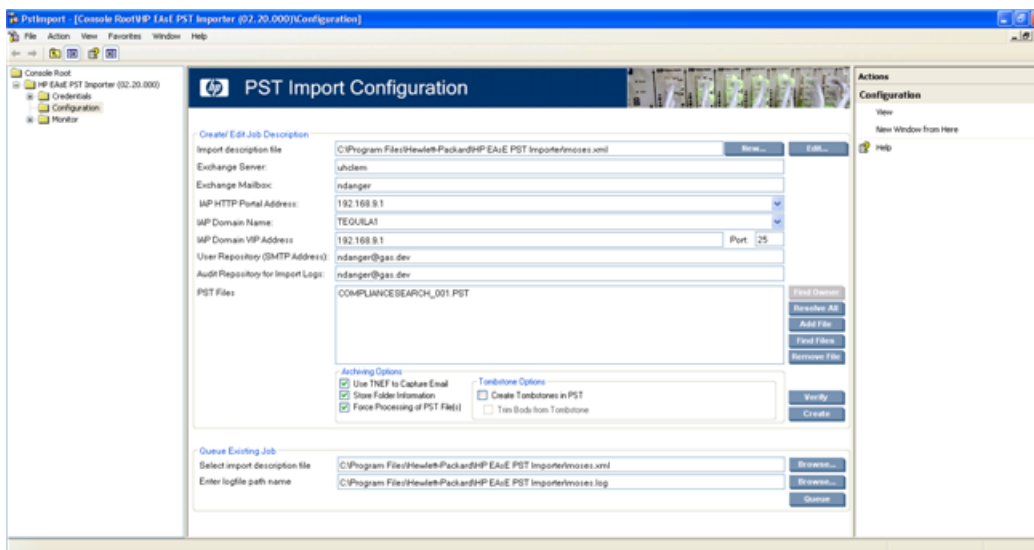 PstImport - [Console Root\HP EAsE PST Importer (02.20.000)\Configuration]
File Action View Favorites Window Help
Console Root
HP EAsE PST Importer (02.20.000)
Credentials
Configuration
Monitor
hp PST Import Configuration
Create/ Edit Job Description
Import description file C:\Program Files\Hewlett-Packard\HP EAsE PST Importer\moses.xml New... Edit...
Exchange Server: uhclem
Exchange Mailbox: ndanger
IAP HTTP Portal Address: 192.168.9.1
IAP Domain Name: TEQUILA1
IAP Domain VIP Address 192.168.9.1 Port 25
User Repository (SMTP Address): ndanger@gas.dev
Audit Repository for Import Logs: ndanger@gas.dev
PST Files COMPLIANCESEARCH_001.PST
Find Owner
Resolve All
Add File
Find Files
Remove File
Archiving Options
Use TNEF to Capture Email
Store Folder Information
Force Processing of PST File(s)
Tombstone Options
Create Tombstones in PST
Trim Body from Tombstone
Verify
Create
Queue Existing Job
Select import description file C:\Program Files\Hewlett-Packard\HP EAsE PST Importer\moses.xml Browse...
Enter logfile path name C:\Program Files\Hewlett-Packard\HP EAsE PST Importer\moses.log Browse...
Queue
Actions
Configuration
View
New Window from Here
Help